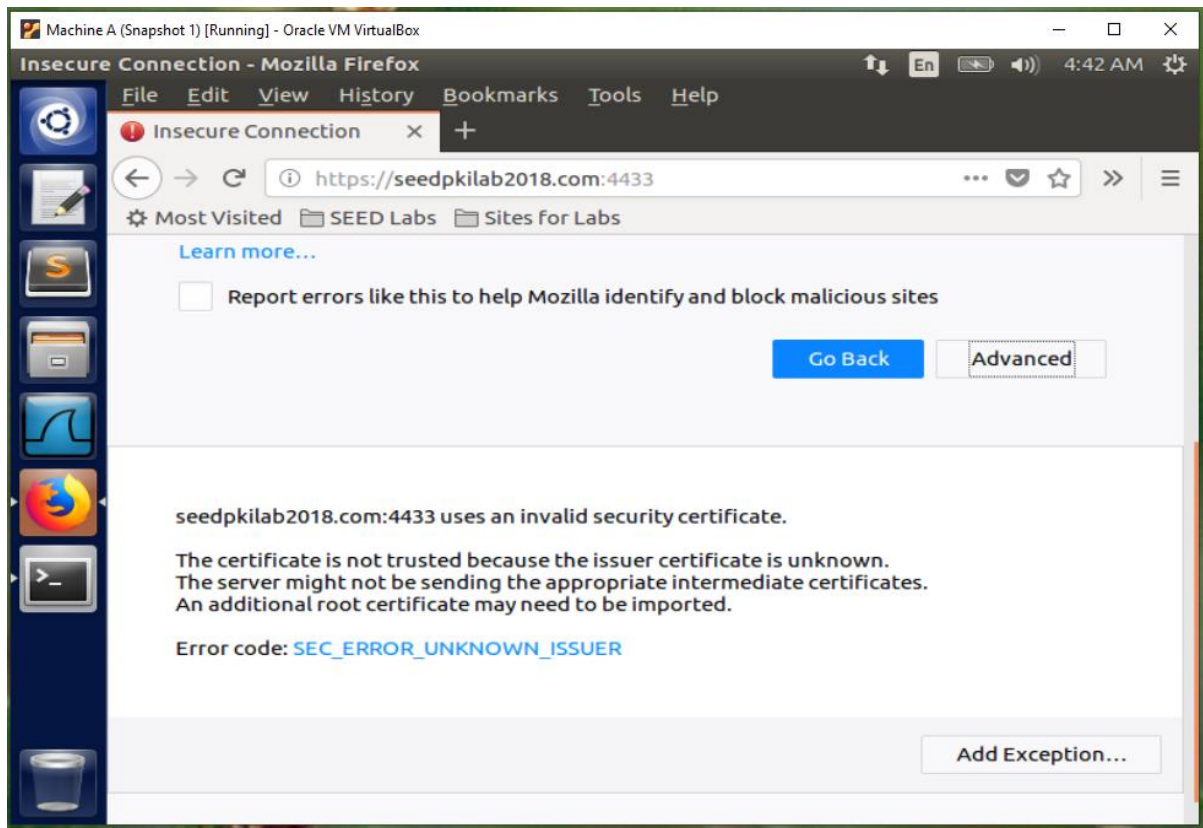 Machine A (Snapshot 1) [Running] - Oracle VM VirtualBox
Insecure Connection - Mozilla Firefox
En
4:42 AM
File Edit View History Bookmarks Tools Help
Insecure Connection
https://seedpkilab2018.com:4433
Most Visited SEED Labs Sites for Labs
Learn more...
Report errors like this to help Mozilla identify and block malicious sites
Go Back Advanced
seedpkilab2018.com:4433 uses an invalid security certificate.
The certificate is not trusted because the issuer certificate is unknown.
The server might not be sending the appropriate intermediate certificates.
An additional root certificate may need to be imported.
Error code: SEC_ERROR_UNKNOWN_ISSUER
Add Exception...